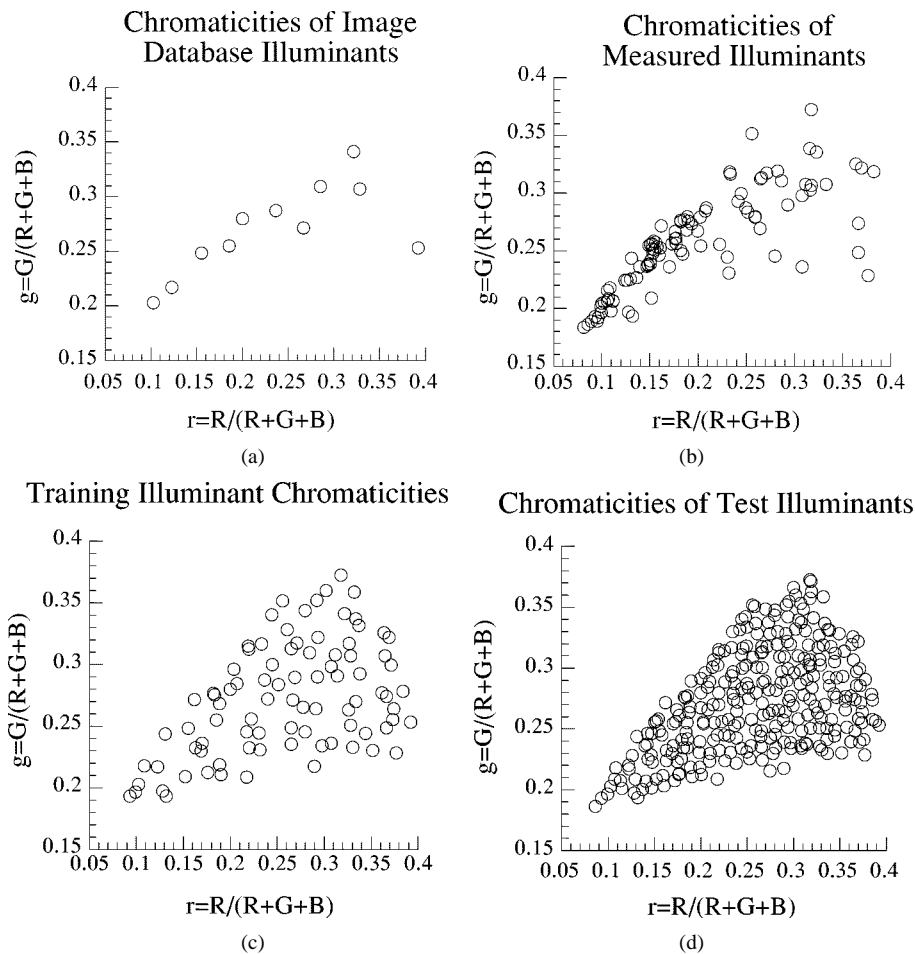 Chromaticities of Image
Database Illuminants
0.4
0.35
0.3
0.25
0.2
0.15
g=G/(R+G+B)
0.05 0.1 0.15 0.2 0.25 0.3 0.35 0.4
r=R/(R+G+B)
(a)
Chromaticities of
Measured Illuminants
0.4
0.35
0.3
0.25
0.2
0.15
g=G/(R+G+B)
0.05 0.1 0.15 0.2 0.25 0.3 0.35 0.4
r=R/(R+G+B)
(b)
Training Illuminant Chromaticities
0.4
0.35
0.3
0.25
0.2
0.15
g=G/(R+G+B)
0.05 0.1 0.15 0.2 0.25 0.3 0.35 0.4
r=R/(R+G+B)
(c)
Chromaticities of Test Illuminants
0.4
0.35
0.3
0.25
0.2
0.15
g=G/(R+G+B)
0.05 0.1 0.15 0.2 0.25 0.3 0.35 0.4
r=R/(R+G+B)
(d)